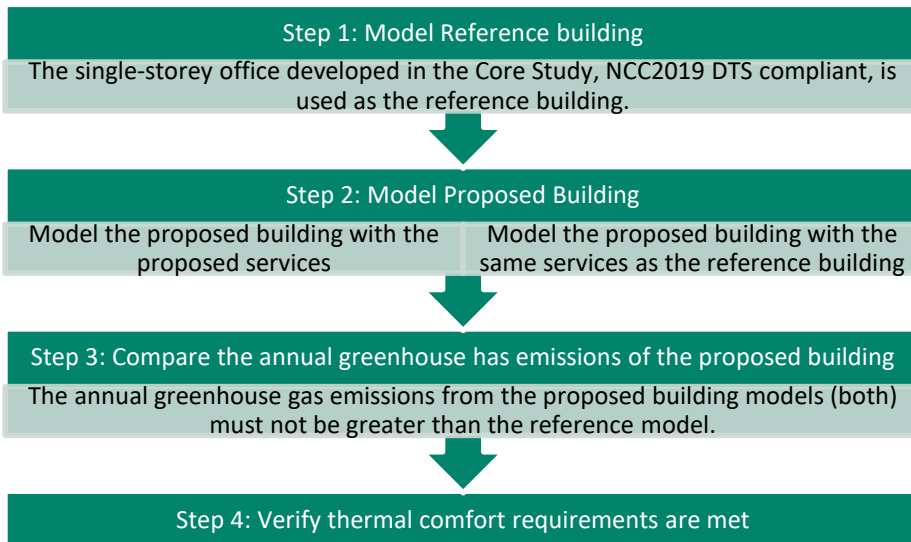 Step 1: Model Reference building
The single-storey office developed in the Core Study, NCC2019 DTS compliant, is
used as the reference building.
Step 2: Model Proposed Building
Model the proposed building with the
proposed services
Model the proposed building with the
same services as the reference building
Step 3: Compare the annual greenhouse has emissions of the proposed building
The annual greenhouse gas emissions from the proposed building models (both)
must not be greater than the reference model.
Step 4: Verify thermal comfort requirements are met